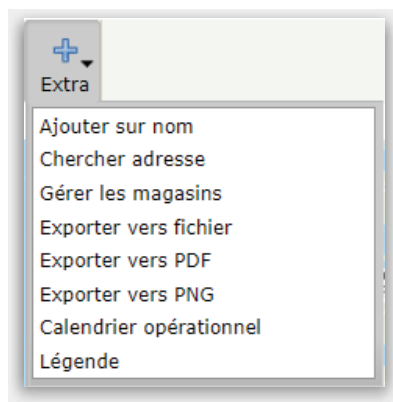 Extra
Ajouter sur nom
Chercher adresse
Gérer les magasins
Exporter vers fichier
Exporter vers PDF
Exporter vers PNG
Calendrier opérationnel
Légende